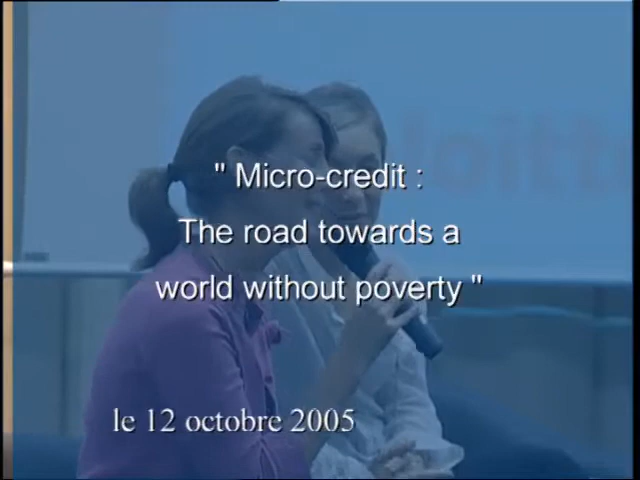 " Micro-credit :
The road towards a
world without poverty "
le 12 octobre 2005